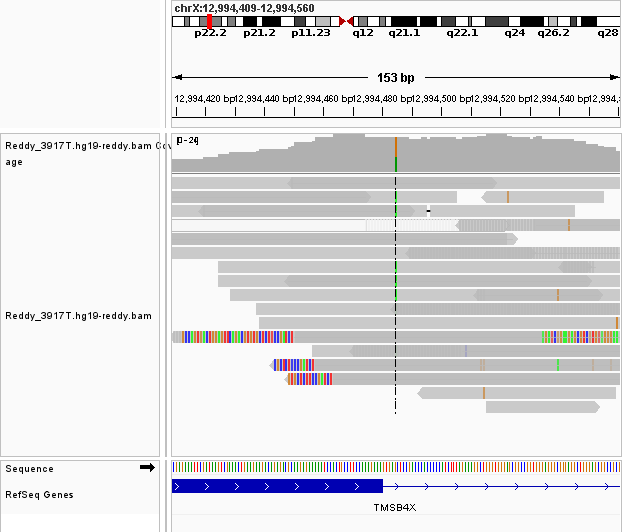 chrX:12,994,409-12,994,560
p22.2 p21.2 p11.23 q12 q21.1 q22.1 q24 q26.2 q28
153 bp
12,994,420 bp 12,994,440 bp 12,994,460 bp 12,994,480 bp 12,994,500 bp 12,994,520 bp 12,994,540 bp
[0-24]
Reddy_3917T.hg19-reddy.bam Cov
age
Reddy_3917T.hg19-reddy.bam
Sequence
RefSeq Genes
TMSB4X